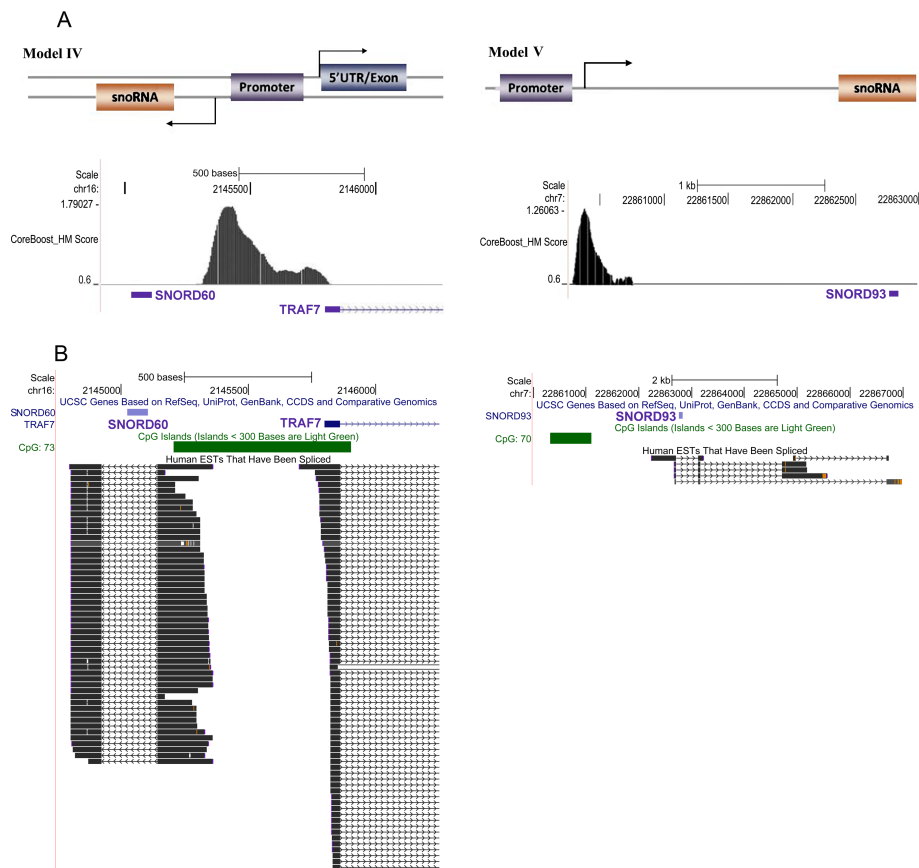 A
Model IV
snoRNA
Promoter
5'UTR/Exon
Model V
Promoter
snoRNA
Scale
chr16:
500 bases
2145500
2146000
1.79027
CoreBoost_HM Score
0.6
SNORD60
TRAF7
Scale
chr7:
1 kb
22861000
22861500
22862000
22862500
22863000
1.26063
CoreBoost_HM Score
0.6
SNORD93
B
Scale
chr16:
500 bases
2145000
2145500
2146000
UCSC Genes Based on RefSeq, UniProt, GenBank, CCDS and Comparative Genomics
SNORD60
TRAF7
SNORD60
TRAF7
CpG Islands (Islands < 300 Bases are Light Green)
CpG: 73
Human ESTs That Have Been Spliced
Scale
chr7:
2 kb
22861000
22862000
22863000
22864000
22865000
22866000
22867000
UCSC Genes Based on RefSeq, UniProt, GenBank, CCDS and Comparative Genomics
SNORD93
SNORD93
CpG Islands (Islands < 300 Bases are Light Green)
CpG: 70
Human ESTs That Have Been Spliced